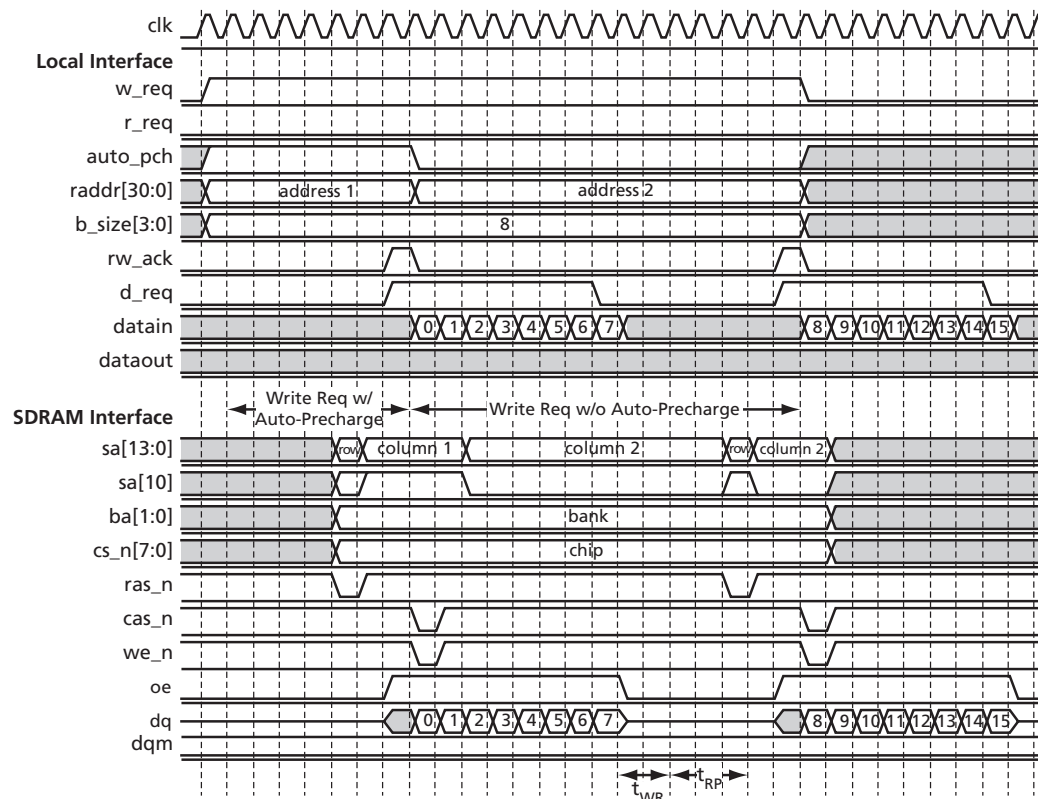 clk
Local Interface
w_req
r_req
auto_pch
raddr[30:0] address 1 address 2
b_size[3:0] 8
rw_ack
d_req
datain 0 1 2 3 4 5 6 7 8 9 10 11 12 13 14 15
dataout
Write Req w/
Auto-Precharge
Write Req w/o Auto-Precharge
SDRAM Interface
sa[13:0] row column 1 column 2 row column 2
sa[10]
ba[1:0] bank
cs_n[7:0] chip
ras_n
cas_n
we_n
oe
dq 0 1 2 3 4 5 6 7 8 9 10 11 12 13 14 15
dqm
tWR tRP